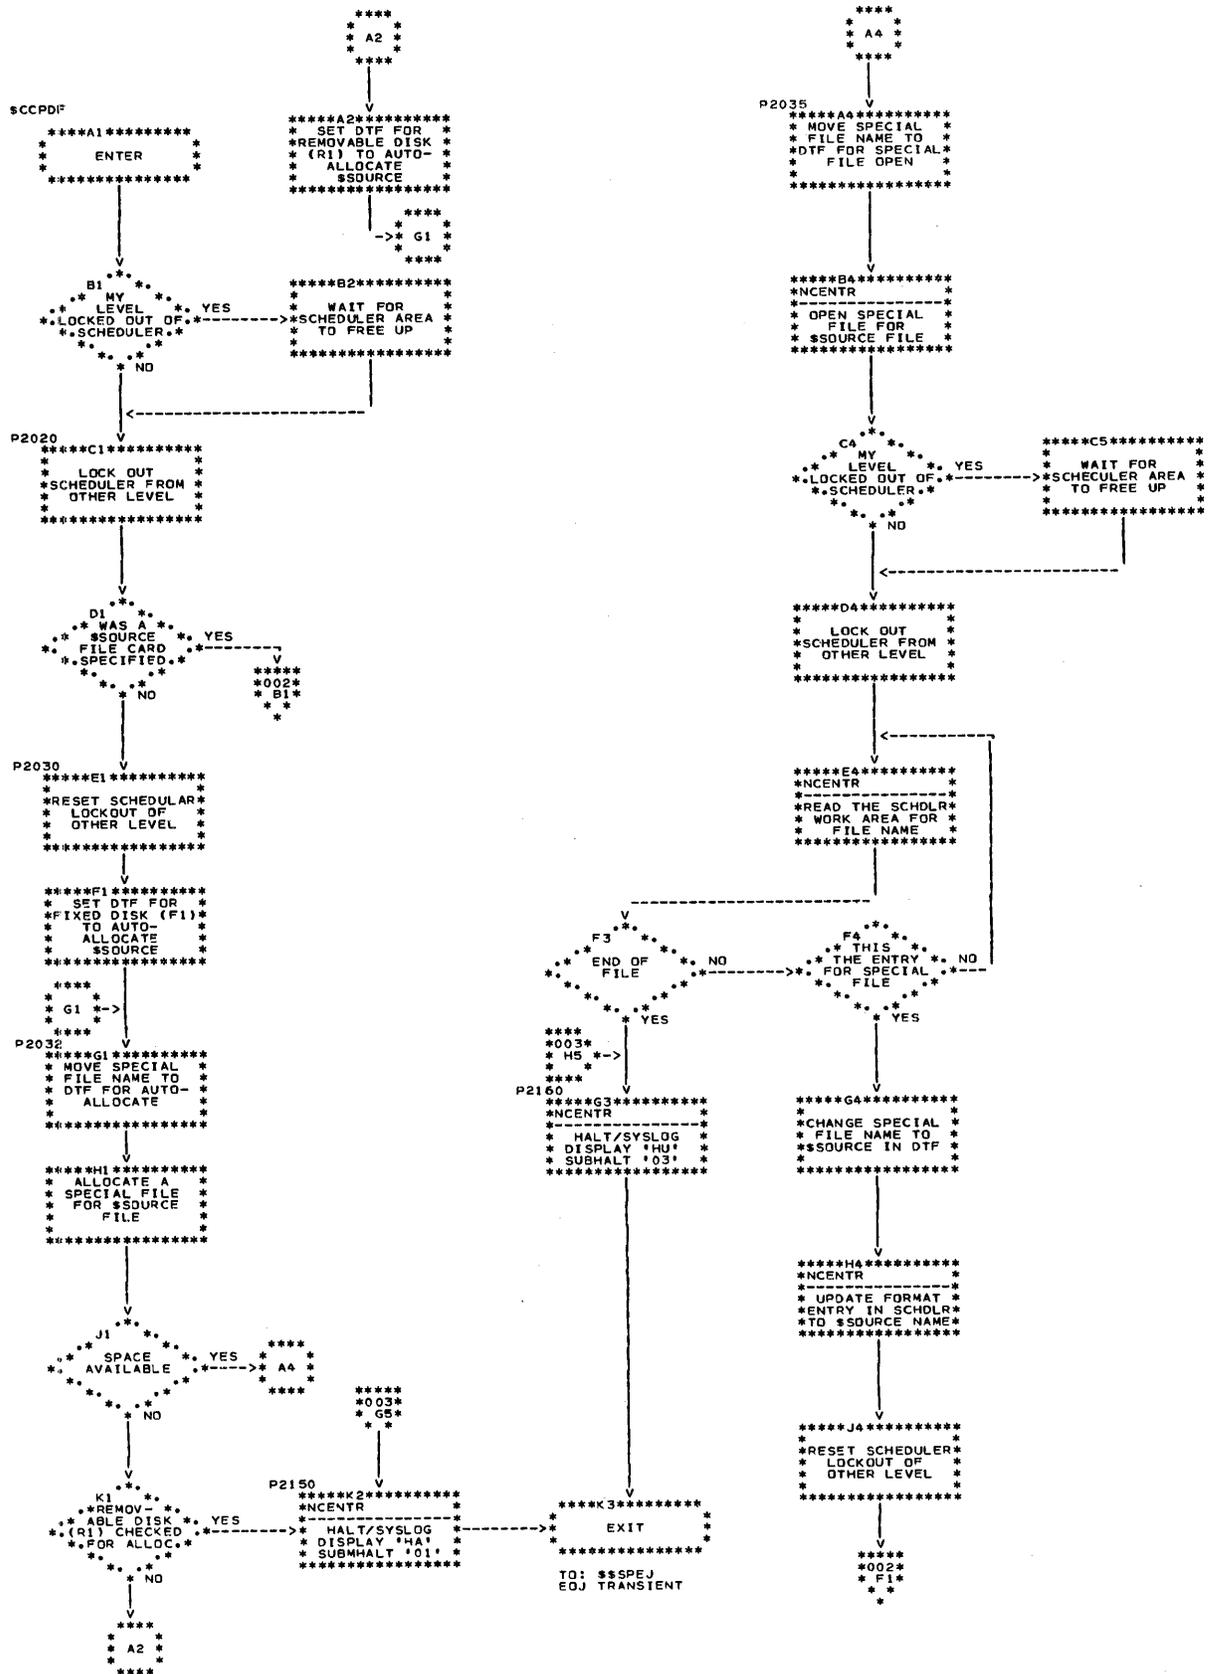 A2
A4
$CCPDF
A1
ENTER
A2
SET DTF FOR
REMOVABLE DISK
(R1) TO AUTO-
ALLOCATE
$SOURCE
G1
P2035
A4
MOVE SPECIAL
FILE NAME TO
DTF FOR SPECIAL
FILE OPEN
B1
MY
LEVEL
LOCKED OUT OF
SCHEDULER
YES
NO
B2
WAIT FOR
SCHEDULER AREA
TO FREE UP
B4
NCENTR
OPEN SPECIAL
FILE FOR
$SOURCE FILE
P2020
C1
LOCK OUT
SCHEDULER FROM
OTHER LEVEL
C4
MY
LEVEL
LOCKED OUT OF
SCHEDULER
YES
NO
C5
WAIT FOR
SCHECULER AREA
TO FREE UP
D1
WAS A
$SOURCE
FILE CARD
SPECIFIED
YES
NO
002
B1
D4
LOCK OUT
SCHEDULER FROM
OTHER LEVEL
P2030
E1
RESET SCHEDULAR
LOCKOUT OF
OTHER LEVEL
E4
NCENTR
READ THE SCHDLR
WORK AREA FOR
FILE NAME
F1
SET DTF FOR
FIXED DISK (F1)
TO AUTO-
ALLOCATE
$SOURCE
F3
END OF
FILE
NO
YES
F4
THIS
THE ENTRY
FOR SPECIAL
FILE
NO
YES
G1
P2032
G1
MOVE SPECIAL
FILE NAME TO
DTF FOR AUTO-
ALLOCATE
003
H5
P2160
G3
NCENTR
HALT/SYSLOG
DISPLAY 'HU'
SUBHALT '03'
G4
CHANGE SPECIAL
FILE NAME TO
$SOURCE IN DTF
H1
ALLOCATE A
SPECIAL FILE
FOR $SOURCE
FILE
H4
NCENTR
UPDATE FORMAT
ENTRY IN SCHDLR
TO $SOURCE NAME
J1
SPACE
AVAILABLE
YES
NO
A4
003
G5
J4
RESET SCHEDULER
LOCKOUT OF
OTHER LEVEL
K1
REMOV-
ABLE DISK
(R1) CHECKED
FOR ALLOC.
YES
NO
P2150
K2
NCENTR
HALT/SYSLOG
DISPLAY 'HA'
SUBMHALT '01'
K3
EXIT
TO: $$SPEJ
EOJ TRANSIENT
002
F1
A2